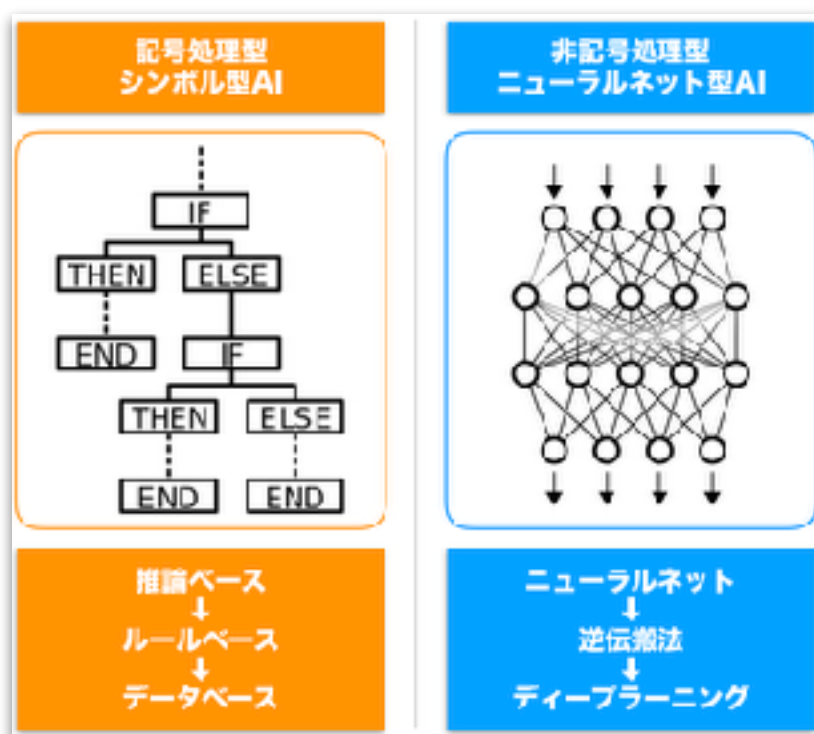 記号処理型
シンボル型AI
IF
THEN ELSE
END IF
THEN ELSE
END END
推論ベース
↓
ルールベース
↓
データベース
非記号処理型
ニューラルネット型AI
ニューラルネット
↓
逆伝搬法
↓
ディープラーニング